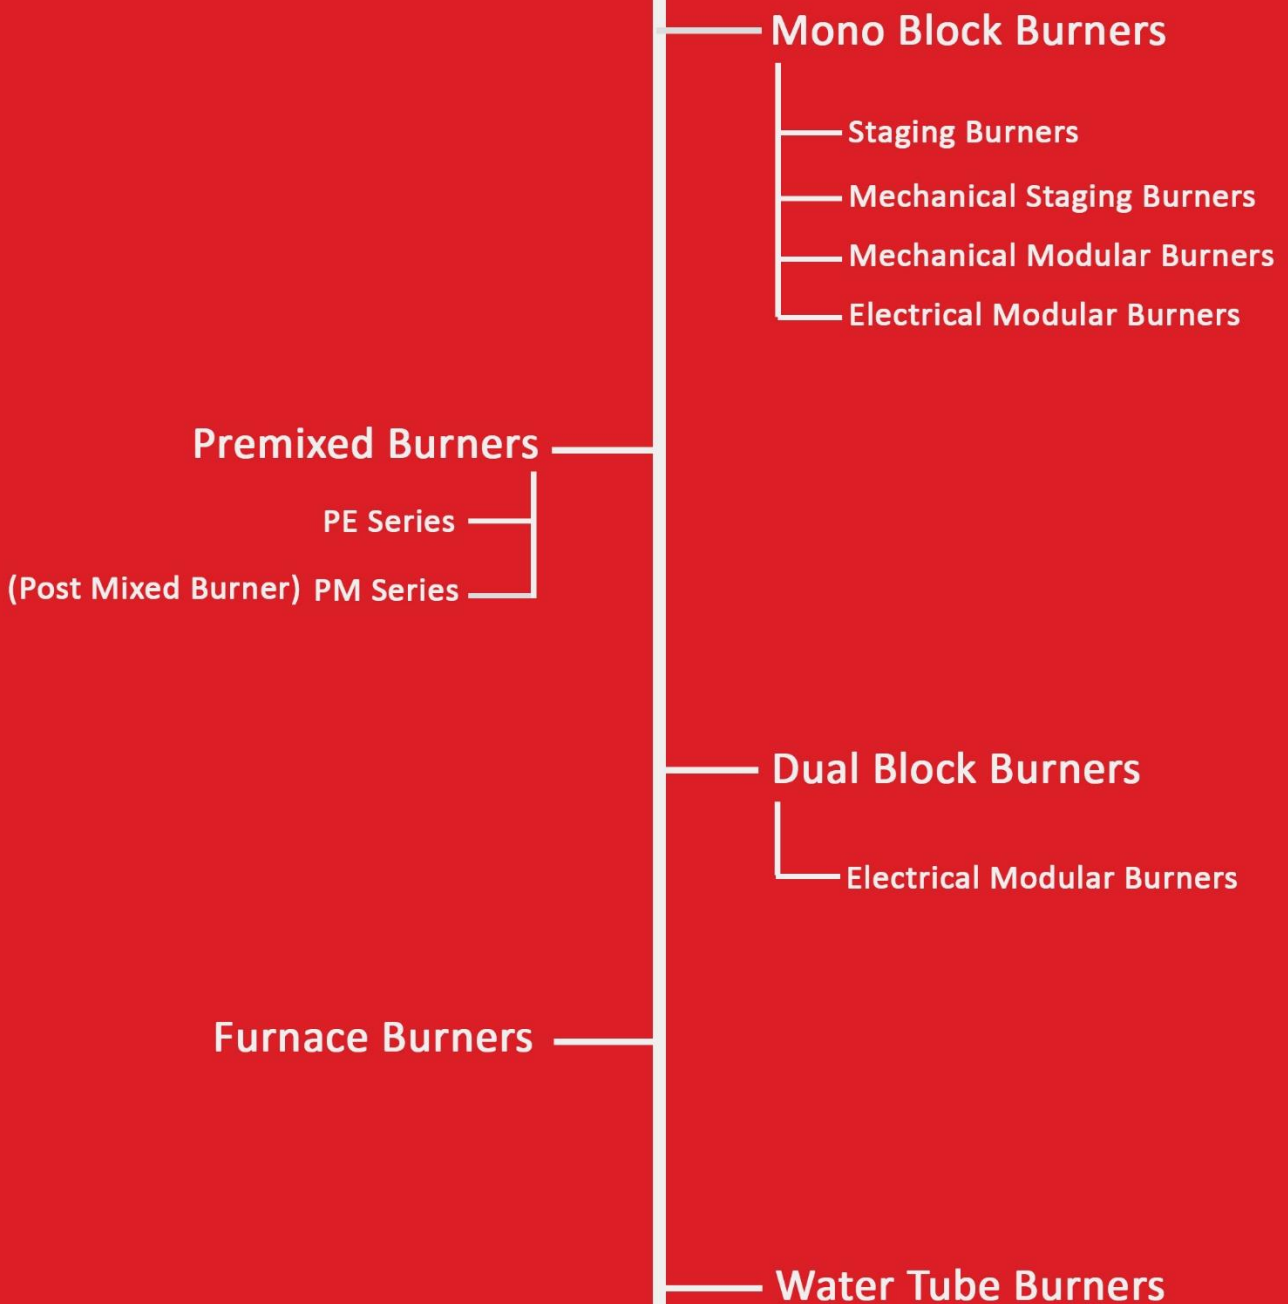 Mono Block Burners
Staging Burners
Mechanical Staging Burners
Mechanical Modular Burners
Electrical Modular Burners
Premixed Burners
PE Series
(Post Mixed Burner) PM Series
Dual Block Burners
Electrical Modular Burners
Furnace Burners
Water Tube Burners